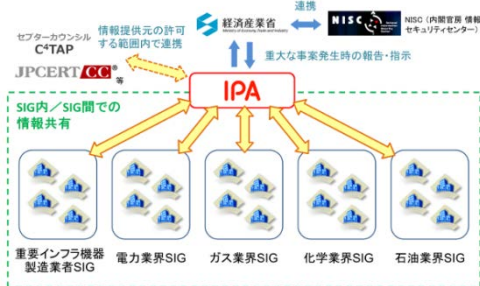 セプターカウンシル
C⁴TAP
JPCERT CC® 等
情報提供元の許可
する範囲内で連携
経済産業省
Ministry of Economy, Trade and Industry
連携
NISC
NISC（内閣官房 情報
セキュリティセンター）
重大な事案発生時の報告・指示
IPA
SIG内／SIG間での
情報共有
重要インフラ機器
製造業者SIG
電力業界SIG
ガス業界SIG
化学業界SIG
石油業界SIG